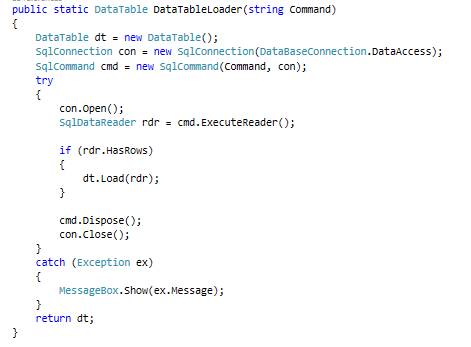 public static DataTable DataTableLoader(string Command)
{
DataTable dt = new DataTable();
SqlConnection con = new SqlConnection(DataBaseConnection.DataAccess);
SqlCommand cmd = new SqlCommand(Command, con);
try
{
con.Open();
SqlDataReader rdr = cmd.ExecuteReader();
if (rdr.HasRows)
{
dt.Load(rdr);
}
cmd.Dispose();
con.Close();
}
catch (Exception ex)
{
MessageBox.Show(ex.Message);
}
return dt;
}